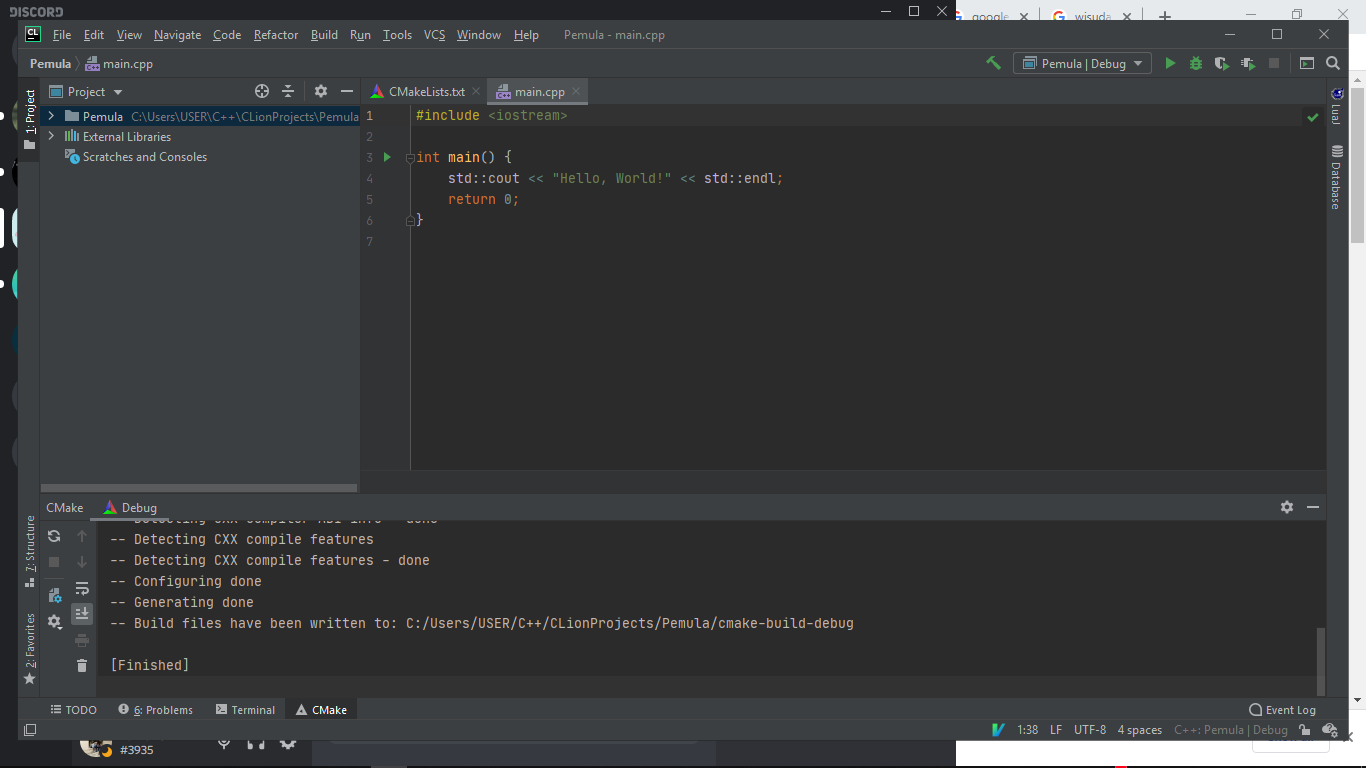 DISCORD
google
wisuda
CL File Edit View Navigate Code Refactor Build Run Tools VCS Window Help Pemula - main.cpp
Pemula main.cpp
Pemula | Debug
1: Project
Project
CMakeLists.txt
main.cpp
Pemula C:\Users\USER\C++\CLionProjects\Pemula
External Libraries
Scratches and Consoles
1 #include <iostream>
2
3 int main() {
4 std::cout << "Hello, World!" << std::endl;
5 return 0;
6 }
7
LuaJ
Database
7: Structure
2: Favorites
CMake Debug
-- Detecting CXX compiler ABI info - done
-- Detecting CXX compile features
-- Detecting CXX compile features - done
-- Configuring done
-- Generating done
-- Build files have been written to: C:/Users/USER/C++/CLionProjects/Pemula/cmake-build-debug
[Finished]
TODO 6: Problems Terminal CMake Event Log
1:38 LF UTF-8 4 spaces C++: Pemula | Debug
#3935